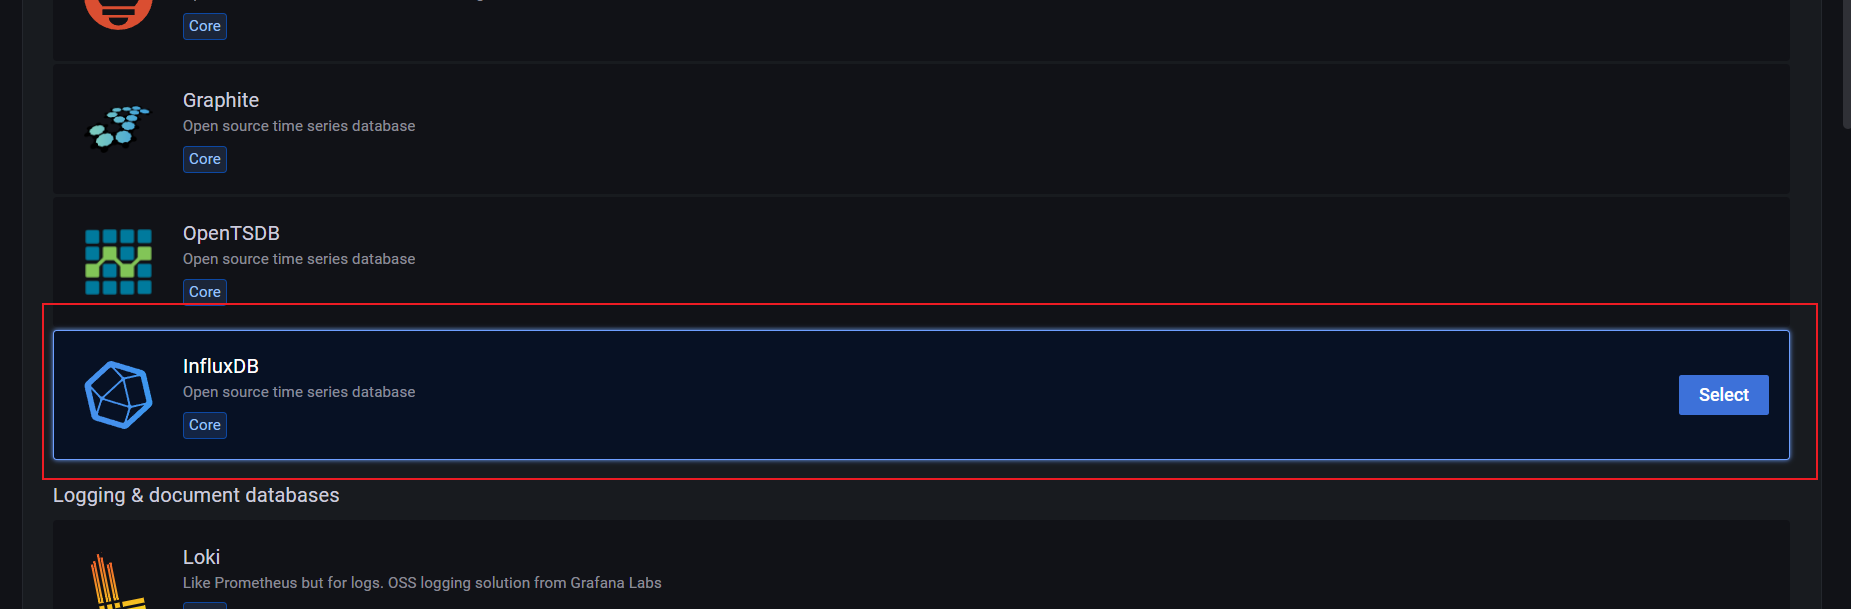 Core
Graphite
Open source time series database
Core
OpenTSDB
Open source time series database
Core
InfluxDB
Open source time series database
Core
Select
Logging & document databases
Loki
Like Prometheus but for logs. OSS logging solution from Grafana Labs